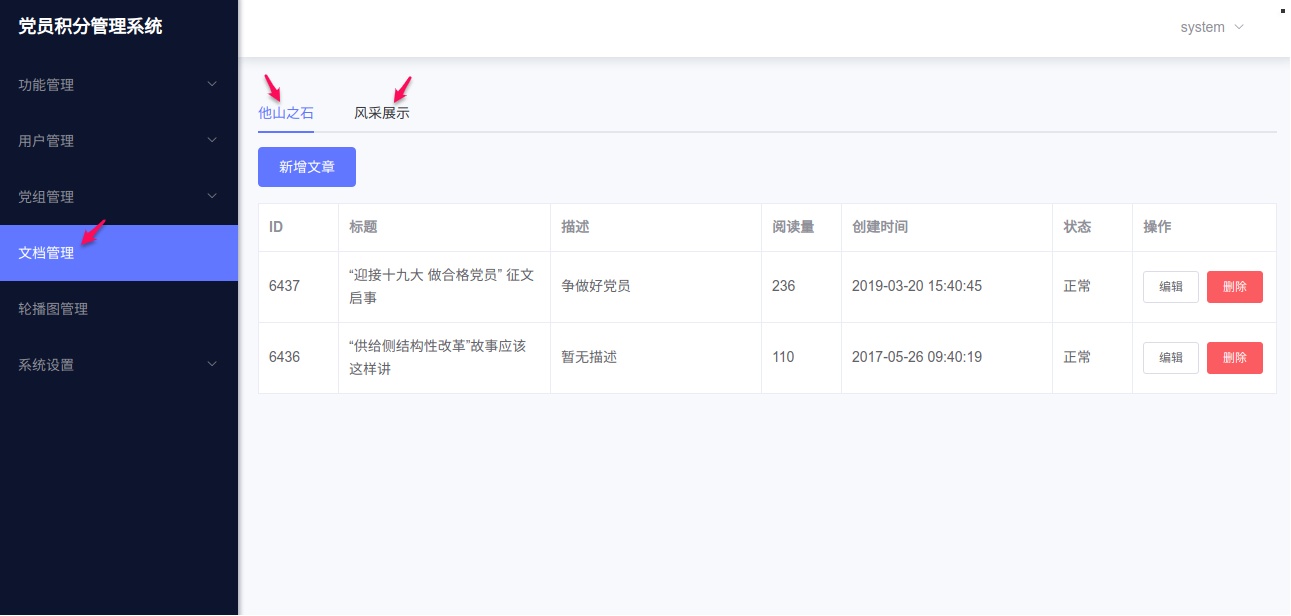 党员积分管理系统
system
功能管理
用户管理
党组管理
文档管理
轮播图管理
系统设置
他山之石 风采展示
新增文章
ID 标题 描述 阅读量 创建时间 状态 操作
6437 “迎接十九大 做合格党员” 征文 争做好党员 236 2019-03-20 15:40:45 正常 编辑 删除
启事
6436 “供给侧结构性改革”故事应该 暂无描述 110 2017-05-26 09:40:19 正常 编辑 删除
这样讲